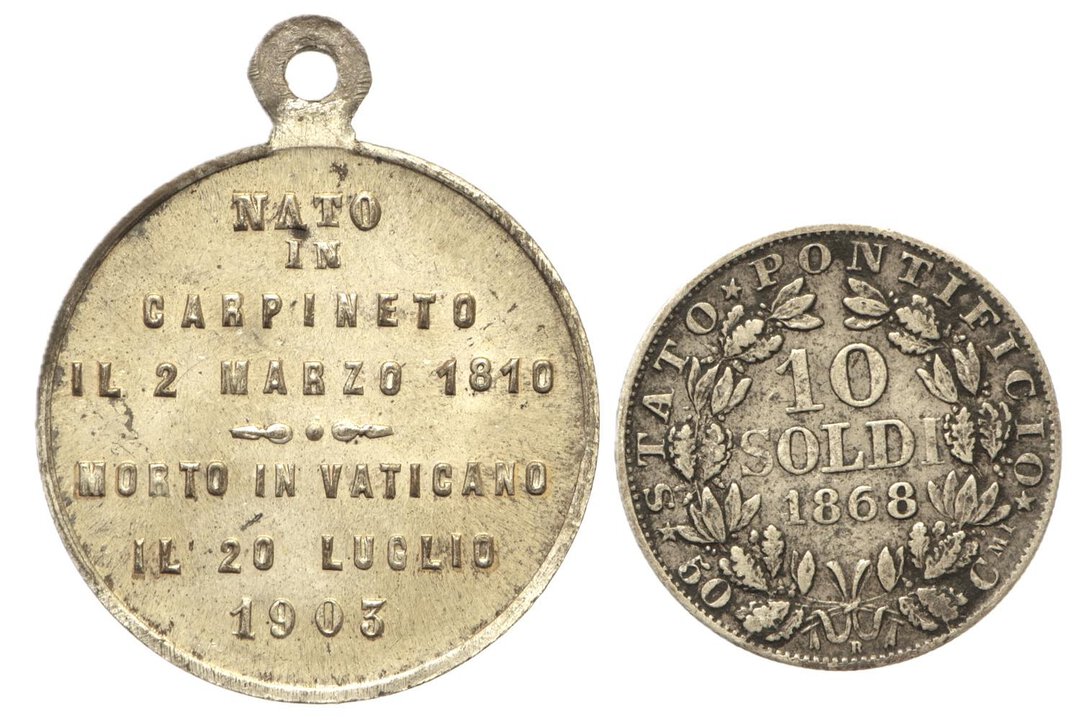 NATO
IN
CARPINETO
IL 2 MARZO 1810
MORTO IN VATICANO
IL 20 LUGLIO
1903
STATO PONTIFICIO
10
SOLDI
1868
50 CMI
R